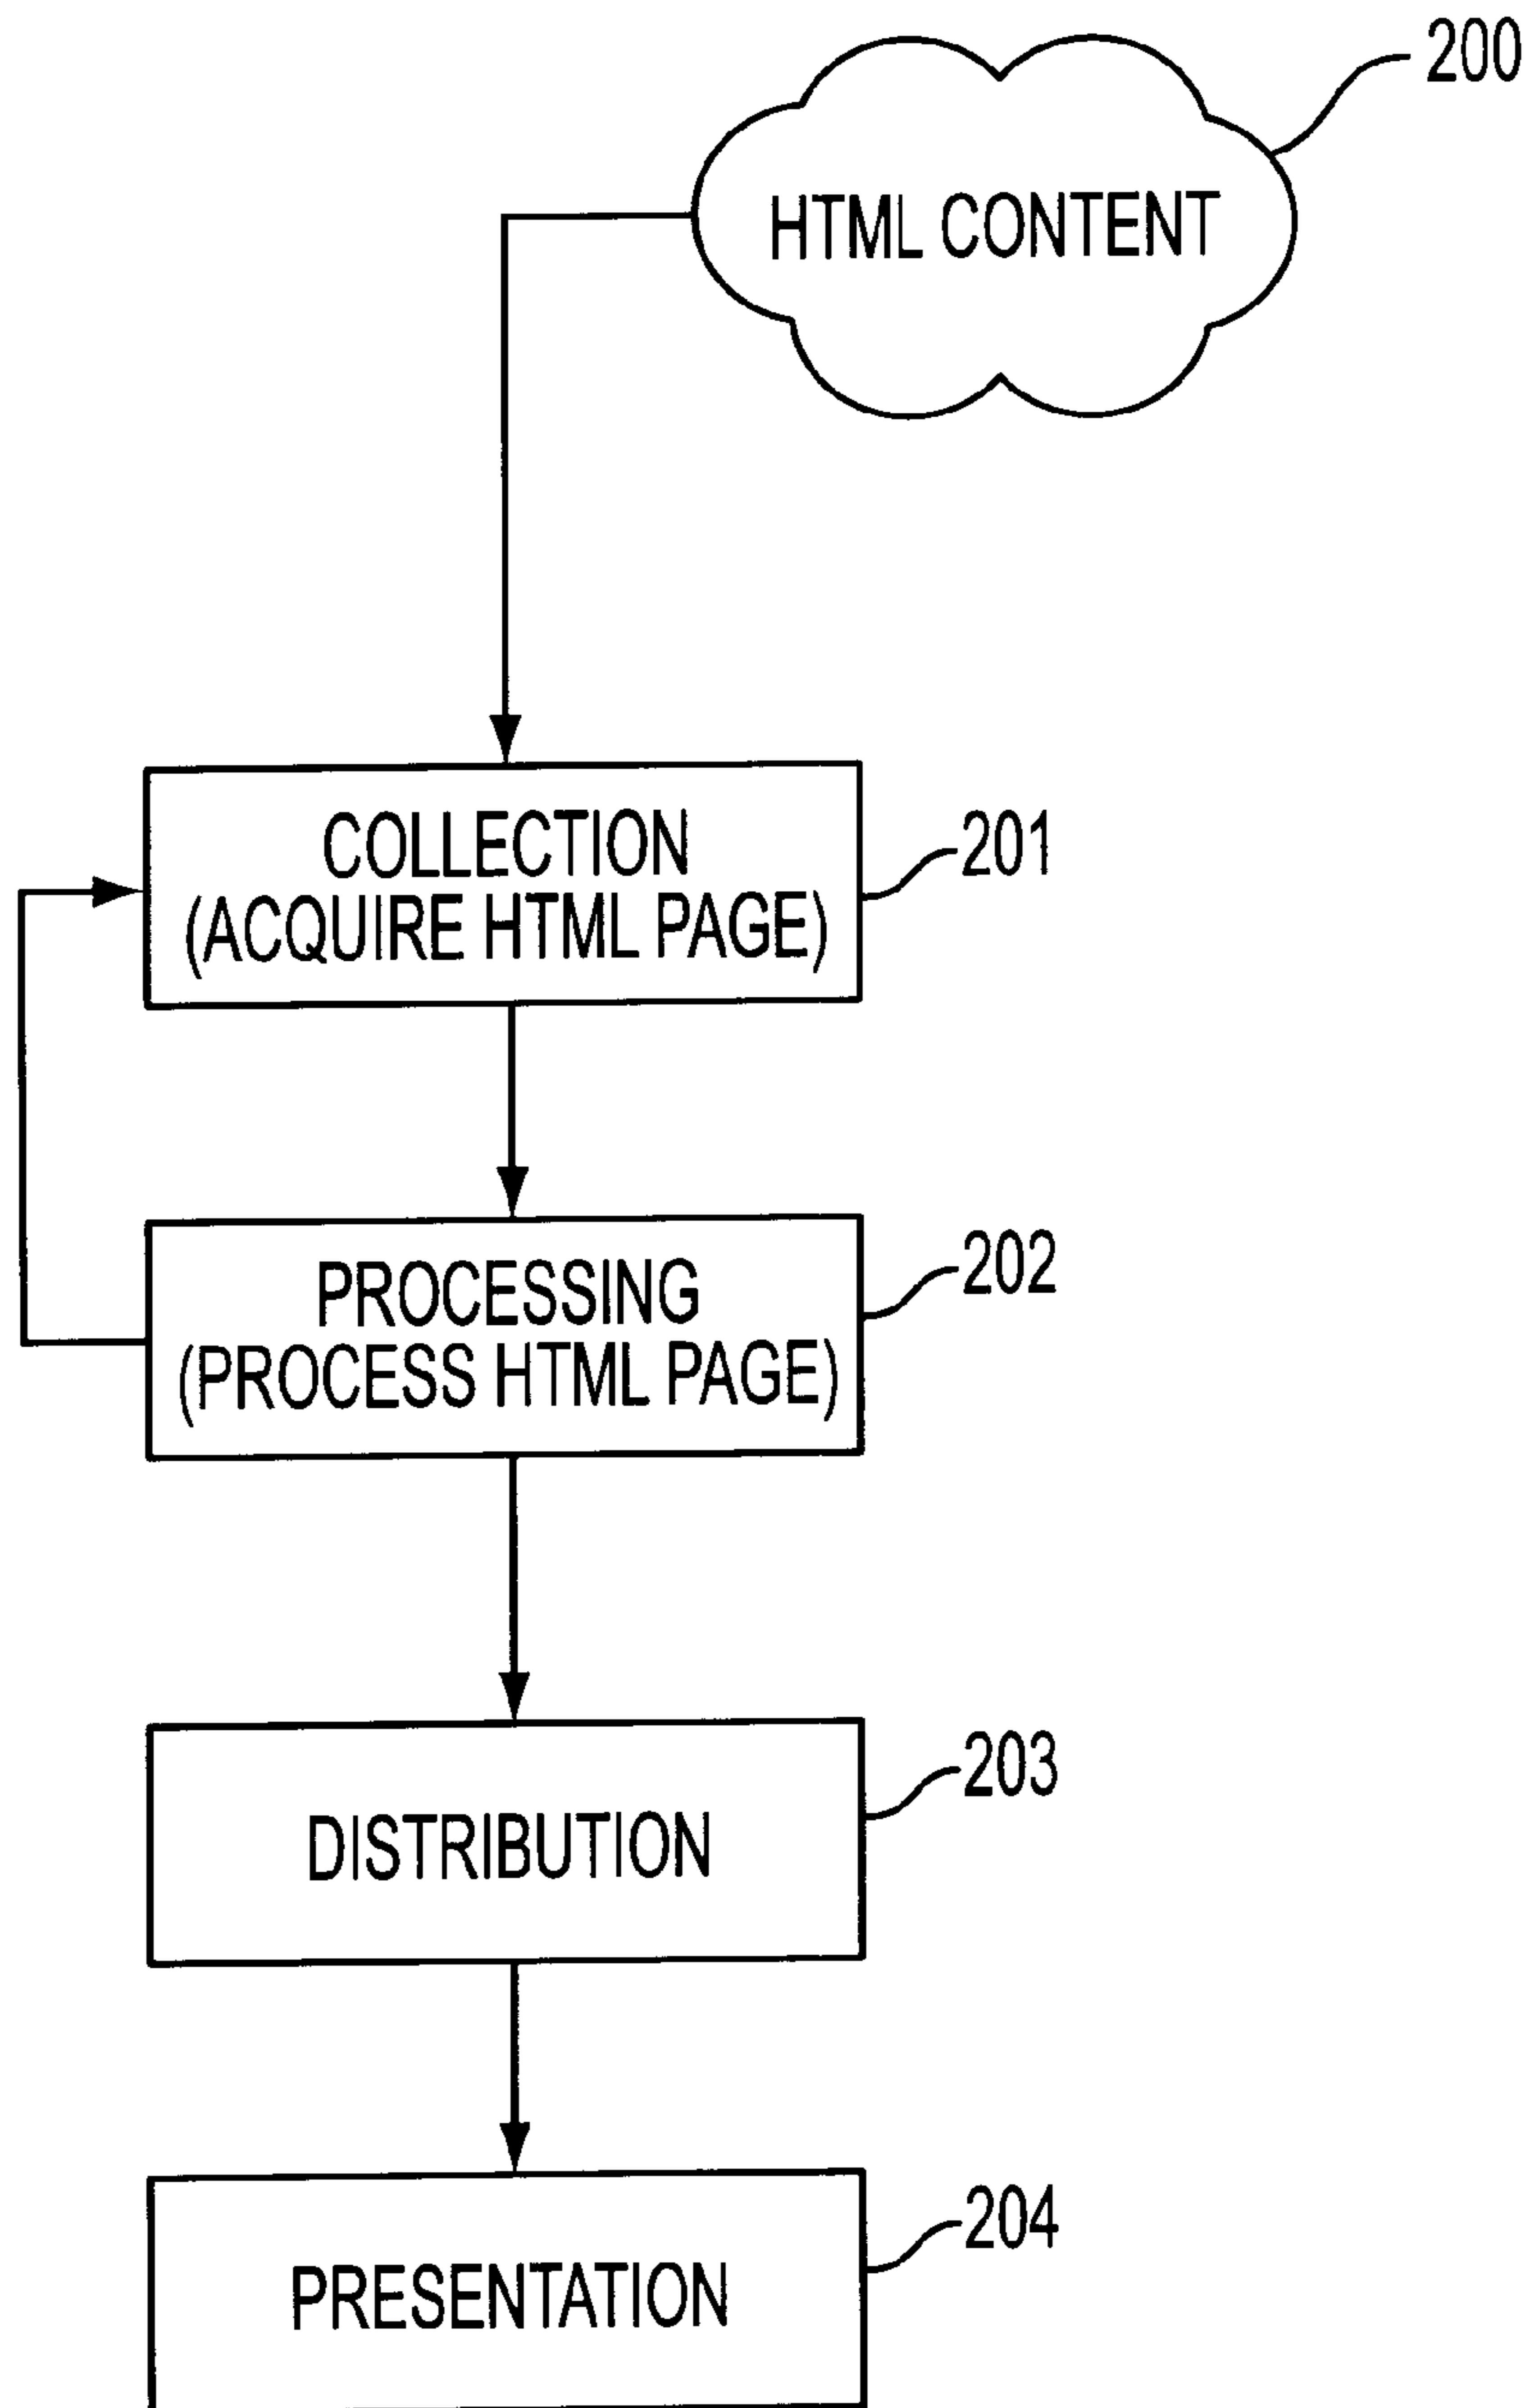 200
HTML CONTENT
COLLECTION
(ACQUIRE HTML PAGE)
201
PROCESSING
(PROCESS HTML PAGE)
202
DISTRIBUTION
203
PRESENTATION
204